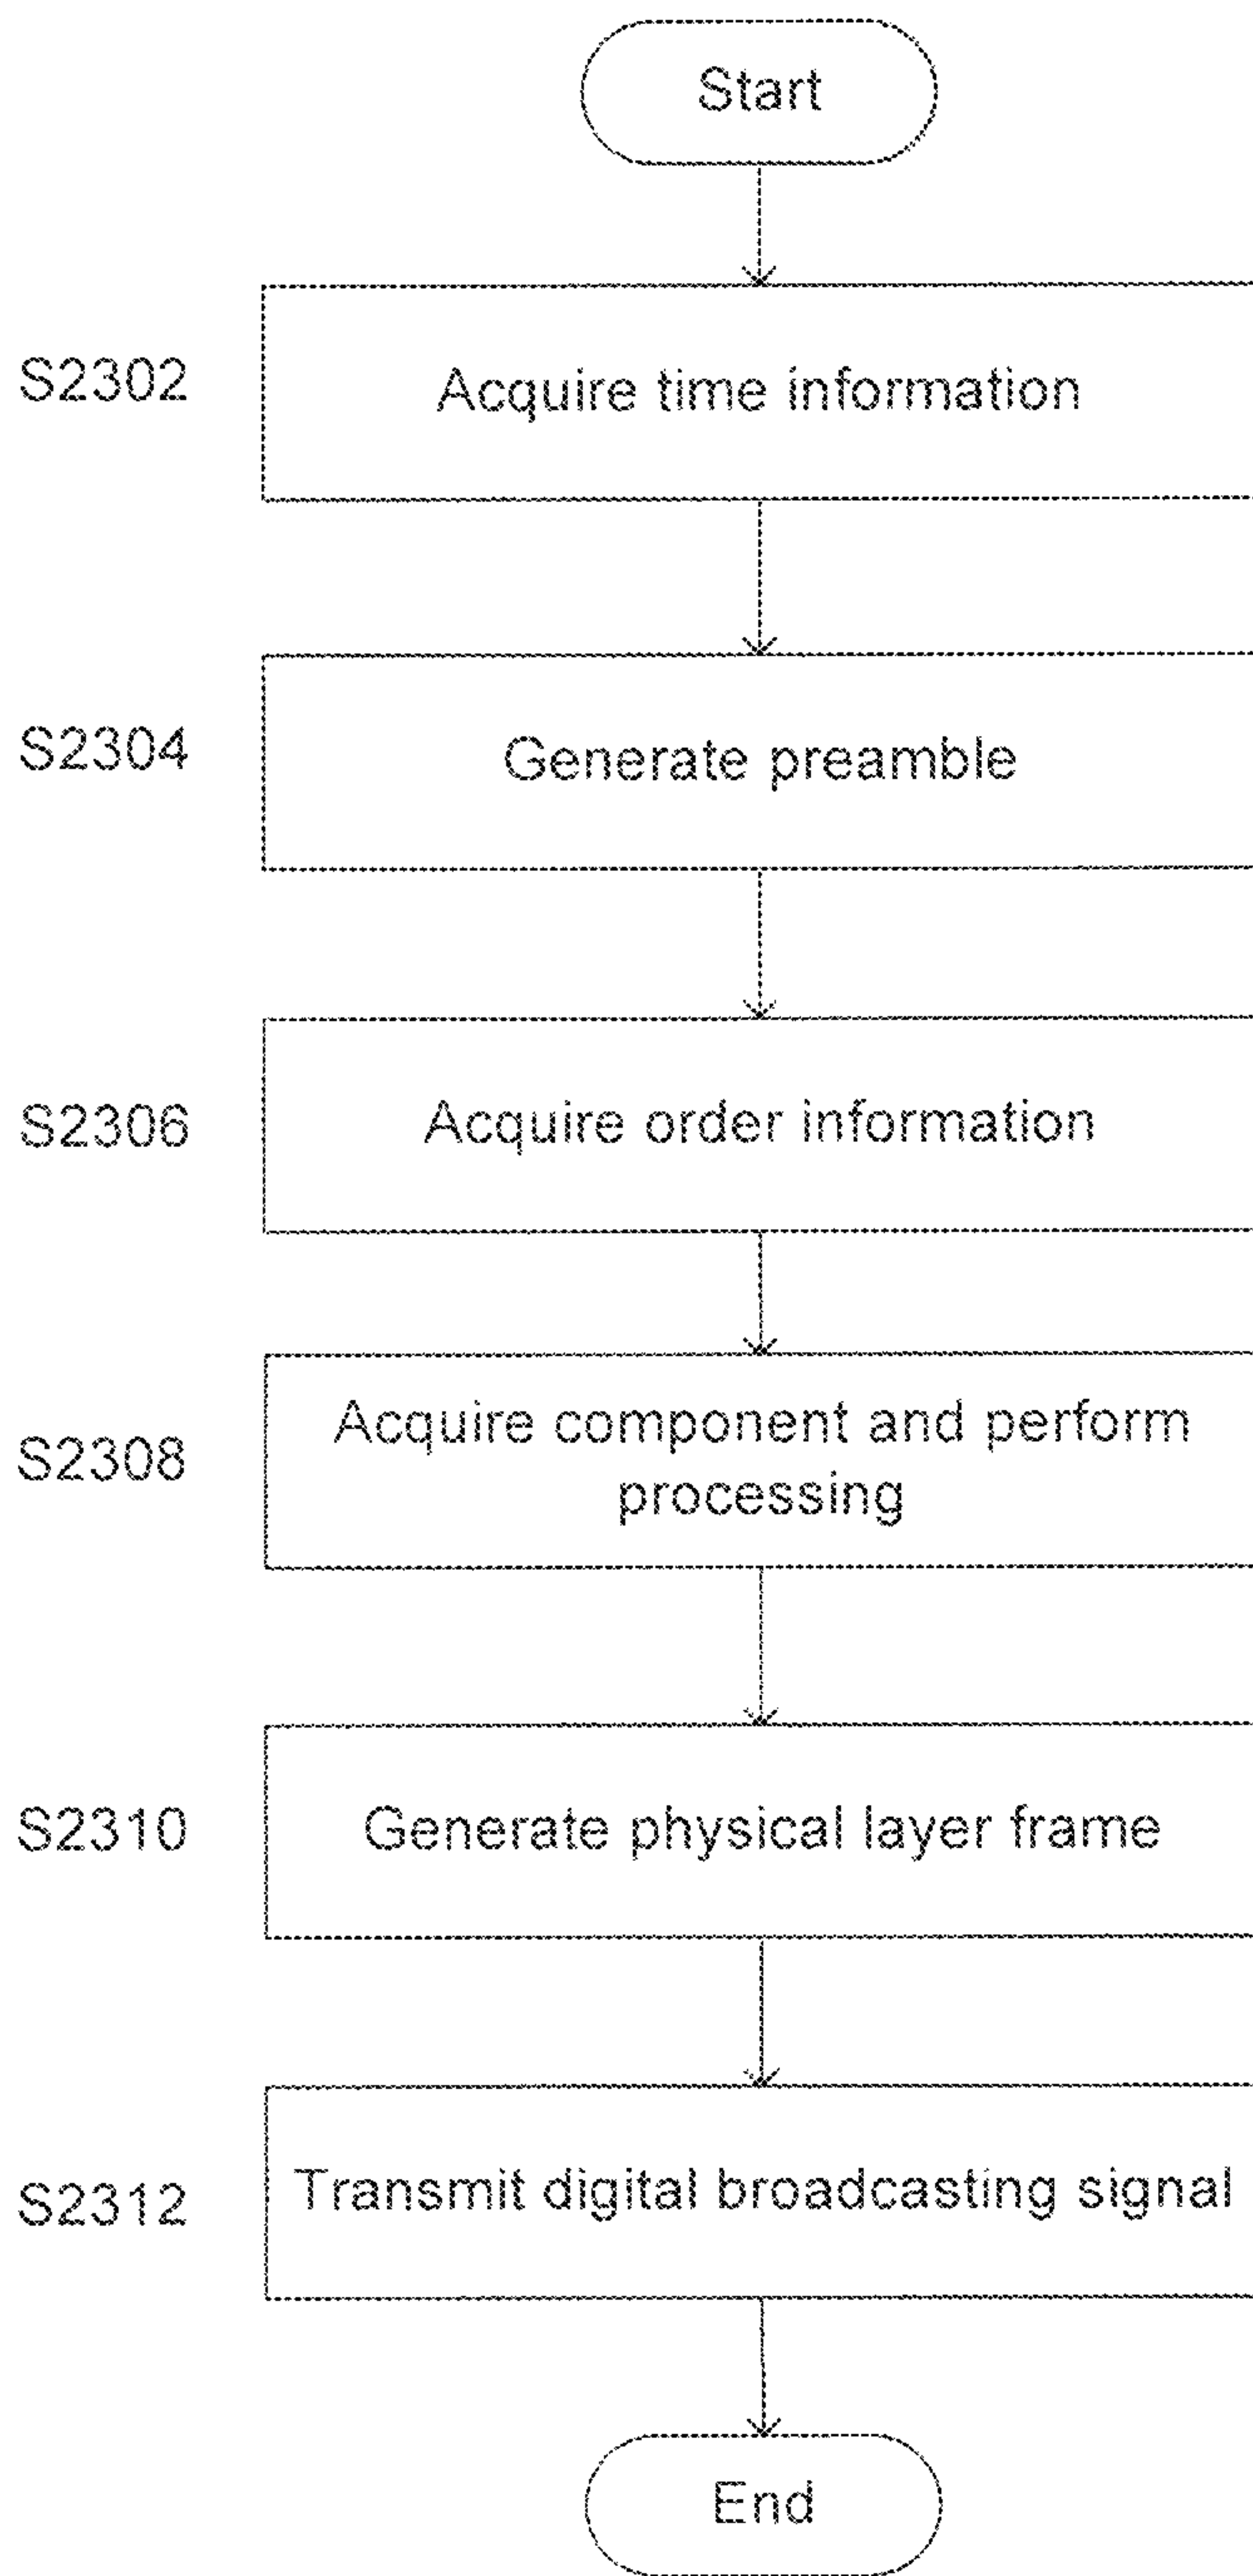 Start
S2302
Acquire time information
S2304
Generate preamble
S2306
Acquire order information
S2308
Acquire component and perform
processing
S2310
Generate physical layer frame
S2312
Transmit digital broadcasting signal
End